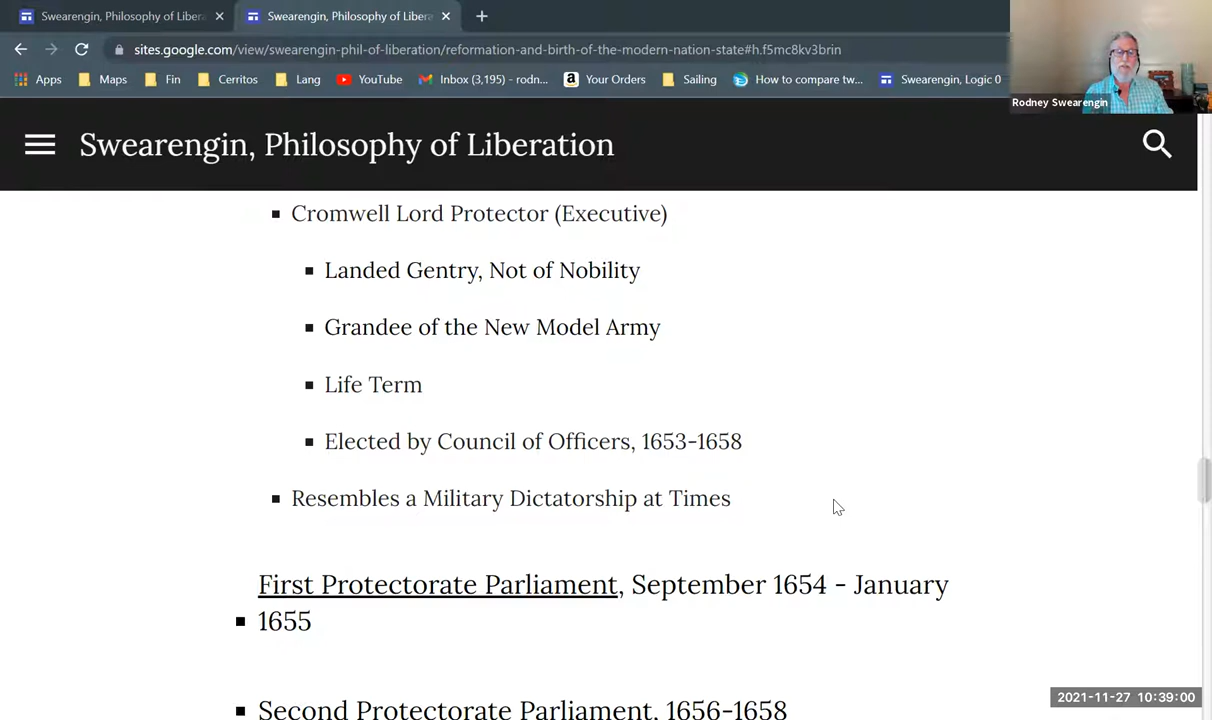 Swearengin, Philosophy of Libera
Swearengin, Philosophy of Libera
sites.google.com/view/swearengin-phil-of-liberation/reformation-and-birth-of-the-modern-nation-state#h.f5mc8kv3brin
Apps Maps Fin Cerritos Lang YouTube Inbox (3,195) - rodn... Your Orders Sailing How to compare tw... Swearengin, Logic 0
Rodney Swearengin
Swearengin, Philosophy of Liberation
Cromwell Lord Protector (Executive)
Landed Gentry, Not of Nobility
Grandee of the New Model Army
Life Term
Elected by Council of Officers, 1653-1658
Resembles a Military Dictatorship at Times
First Protectorate Parliament, September 1654 - January
1655
Second Protectorate Parliament, 1656-1658
2021-11-27 10:39:00